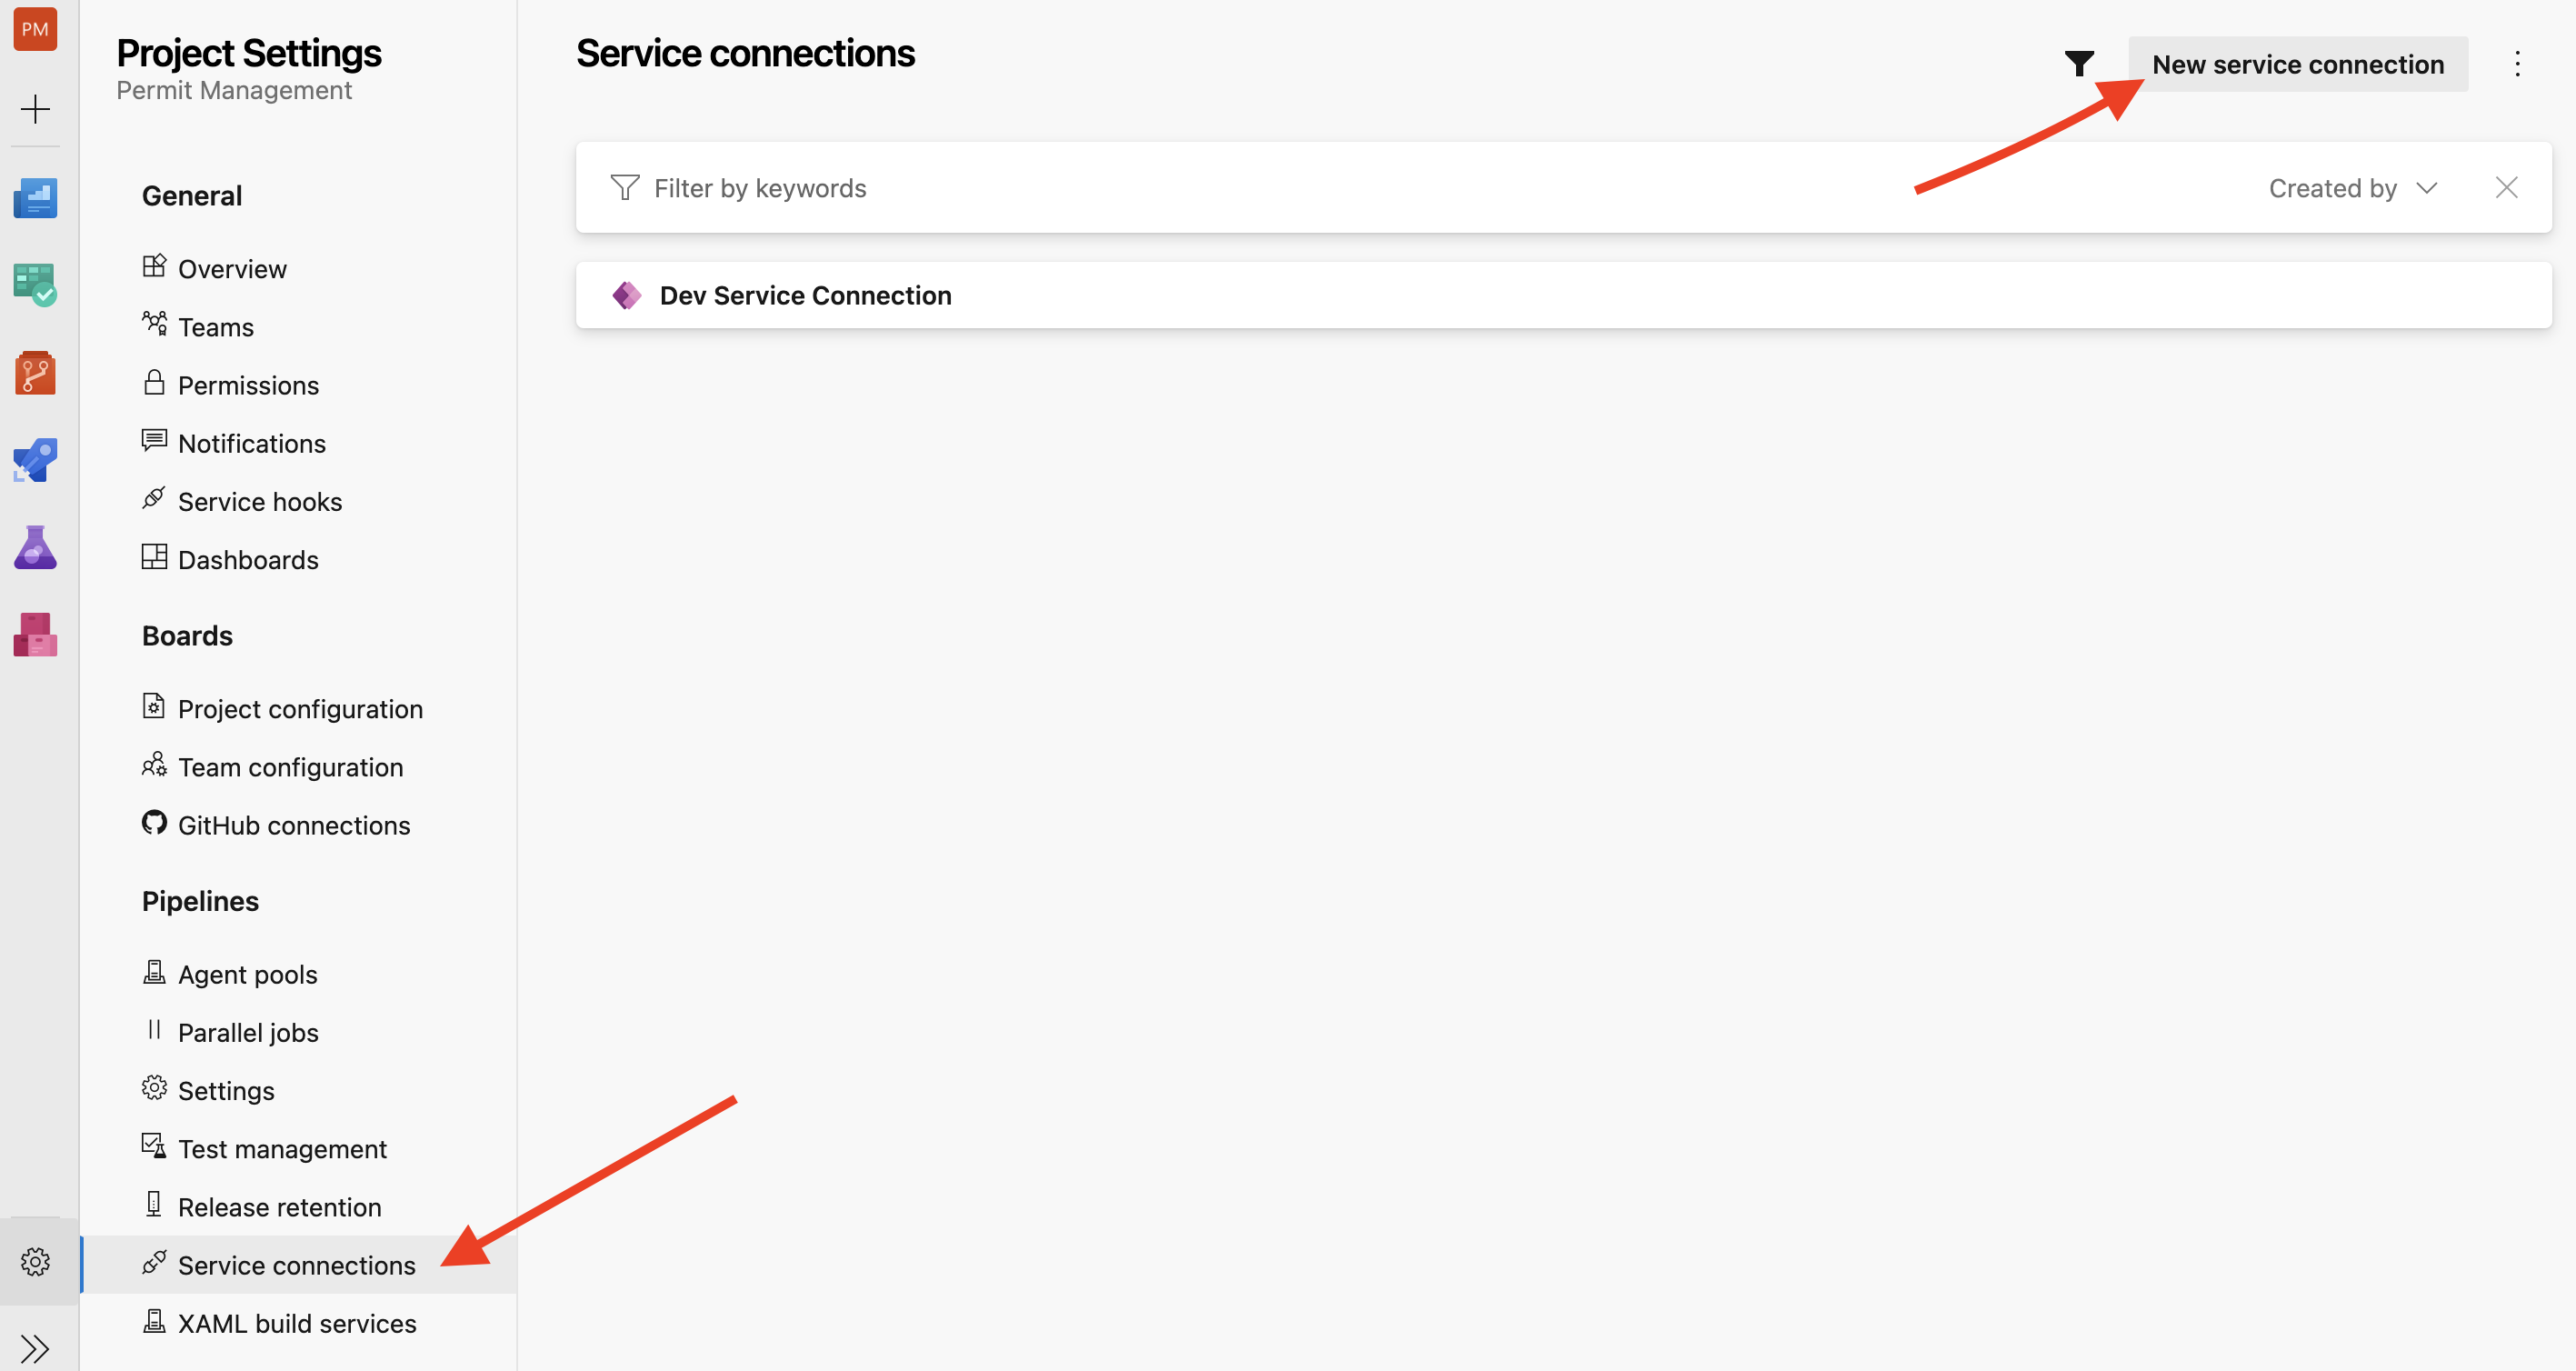 PM
Project Settings
Permit Management
General
Overview
Teams
Permissions
Notifications
Service hooks
Dashboards
Boards
Project configuration
Team configuration
GitHub connections
Pipelines
Agent pools
Parallel jobs
Settings
Test management
Release retention
Service connections
XAML build services
Service connections
New service connection
Filter by keywords
Created by
Dev Service Connection